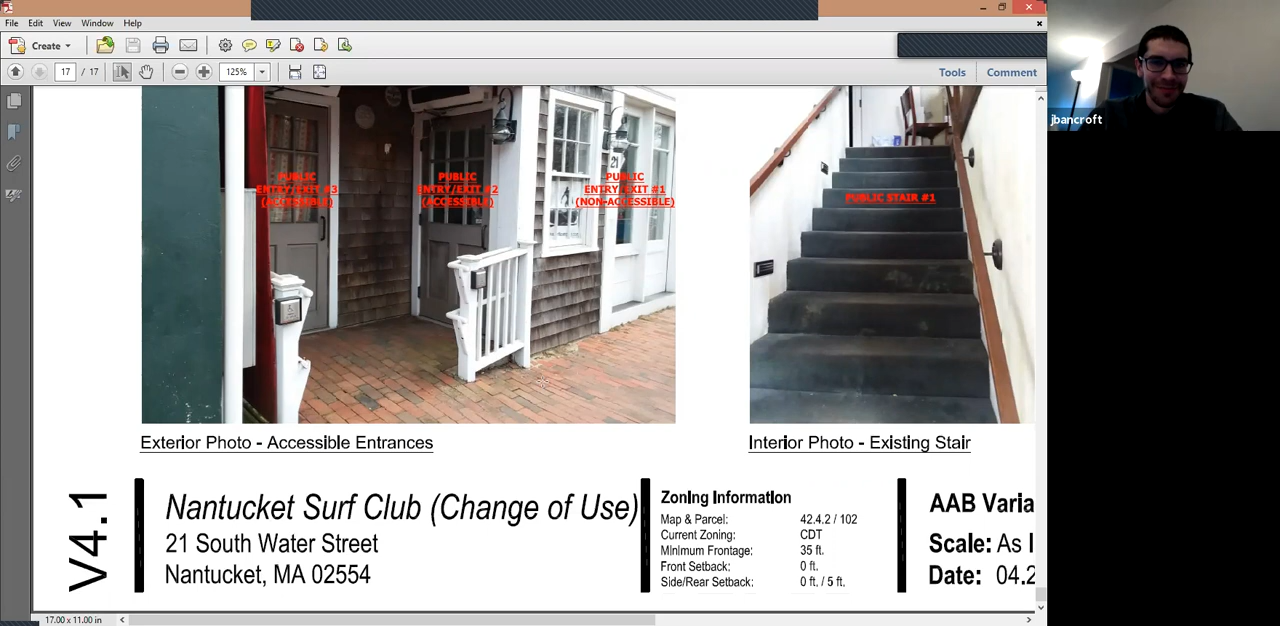 File Edit View Window Help
Create
17 / 17
125%
Tools Comment
jbancroft
PUBLIC
ENTRY/EXIT #3
(ACCESSIBLE)
PUBLIC
ENTRY/EXIT #2
(ACCESSIBLE)
PUBLIC
ENTRY/EXIT #1
(NON-ACCESSIBLE)
21
PUBLIC STAIR #1
Exterior Photo - Accessible Entrances
Interior Photo - Existing Stair
V4.1
Nantucket Surf Club (Change of Use)
21 South Water Street
Nantucket, MA 02554
Zoning Information
Map & Parcel: 42.4.2 / 102
Current Zoning: CDT
Minimum Frontage: 35 ft.
Front Setback: 0 ft.
Side/Rear Setback: 0 ft. / 5 ft.
AAB Varia
Scale: As I
Date: 04.2
17.00 x 11.00 in